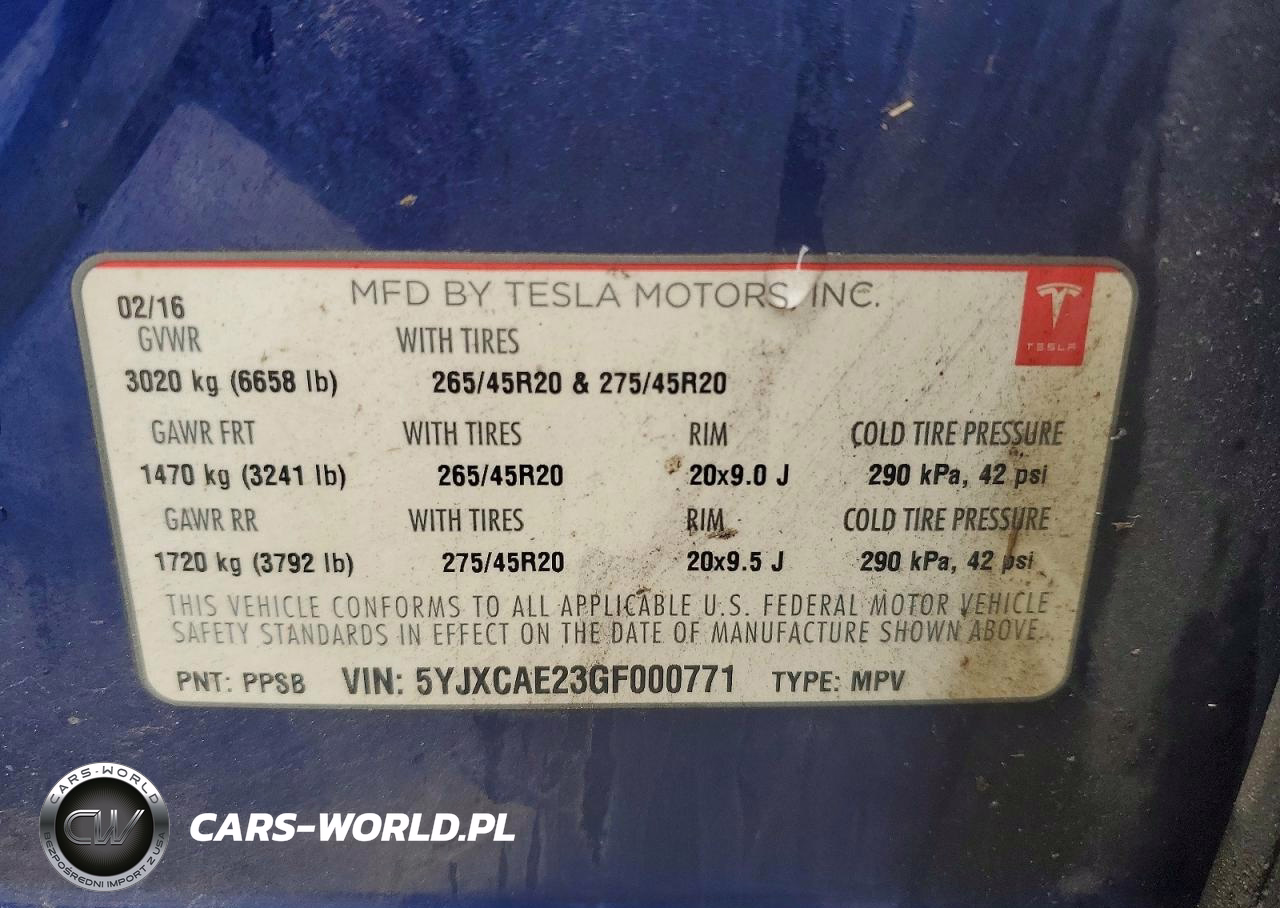 MFD BY TESLA MOTORS, INC.
02/16
TESLA
GVWR WITH TIRES
3020 kg (6658 lb) 265/45R20 & 275/45R20
GAWR FRT WITH TIRES RIM COLD TIRE PRESSURE
1470 kg (3241 lb) 265/45R20 20x9.0 J 290 kPa, 42 psi
GAWR RR WITH TIRES RIM COLD TIRE PRESSURE
1720 kg (3792 lb) 275/45R20 20x9.5 J 290 kPa, 42 psi
THIS VEHICLE CONFORMS TO ALL APPLICABLE U.S. FEDERAL MOTOR VEHICLE
SAFETY STANDARDS IN EFFECT ON THE DATE OF MANUFACTURE SHOWN ABOVE.
PNT: PPSB VIN: 5YJXCAE23GF000771 TYPE: MPV
CARS-WORLD
CW
BEZPOŚREDNI IMPORT Z USA
CARS-WORLD.PL